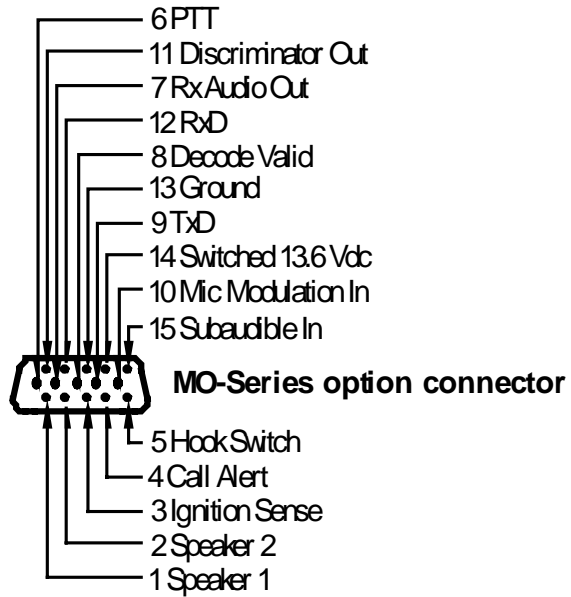 6 PTT
11 Discriminator Out
7 Rx Audio Out
12 RxD
8 Decode Valid
13 Ground
9 TxD
14 Switched 13.6 Vdc
10 Mic Modulation In
15 Subaudible In
MO-Series option connector
5 Hook Switch
4 Call Alert
3 Ignition Sense
2 Speaker 2
1 Speaker 1